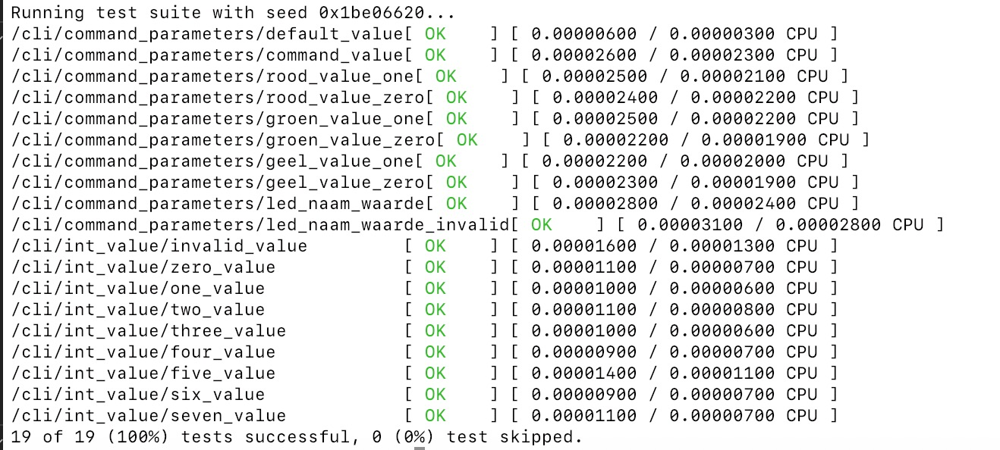 Running test suite with seed 0x1be06620...
/cli/command_parameters/default_value[ OK    ] [ 0.00000600 / 0.00000300 CPU ]
/cli/command_parameters/command_value[ OK    ] [ 0.00002600 / 0.00002300 CPU ]
/cli/command_parameters/rood_value_one[ OK    ] [ 0.00002500 / 0.00002100 CPU ]
/cli/command_parameters/rood_value_zero[ OK    ] [ 0.00002400 / 0.00002200 CPU ]
/cli/command_parameters/groen_value_one[ OK    ] [ 0.00002500 / 0.00002200 CPU ]
/cli/command_parameters/groen_value_zero[ OK    ] [ 0.00002200 / 0.00001900 CPU ]
/cli/command_parameters/geel_value_one[ OK    ] [ 0.00002200 / 0.00002000 CPU ]
/cli/command_parameters/geel_value_zero[ OK    ] [ 0.00002300 / 0.00001900 CPU ]
/cli/command_parameters/led_naam_waarde[ OK    ] [ 0.00002800 / 0.00002400 CPU ]
/cli/command_parameters/led_naam_waarde_invalid[ OK    ] [ 0.00003100 / 0.00002800 CPU ]
/cli/int_value/invalid_value         [ OK    ] [ 0.00001600 / 0.00001300 CPU ]
/cli/int_value/zero_value            [ OK    ] [ 0.00001100 / 0.00000700 CPU ]
/cli/int_value/one_value             [ OK    ] [ 0.00001000 / 0.00000600 CPU ]
/cli/int_value/two_value             [ OK    ] [ 0.00001100 / 0.00000800 CPU ]
/cli/int_value/three_value           [ OK    ] [ 0.00001000 / 0.00000600 CPU ]
/cli/int_value/four_value            [ OK    ] [ 0.00000900 / 0.00000700 CPU ]
/cli/int_value/five_value            [ OK    ] [ 0.00001400 / 0.00001100 CPU ]
/cli/int_value/six_value             [ OK    ] [ 0.00000900 / 0.00000700 CPU ]
/cli/int_value/seven_value           [ OK    ] [ 0.00001100 / 0.00000700 CPU ]
19 of 19 (100%) tests successful, 0 (0%) test skipped.